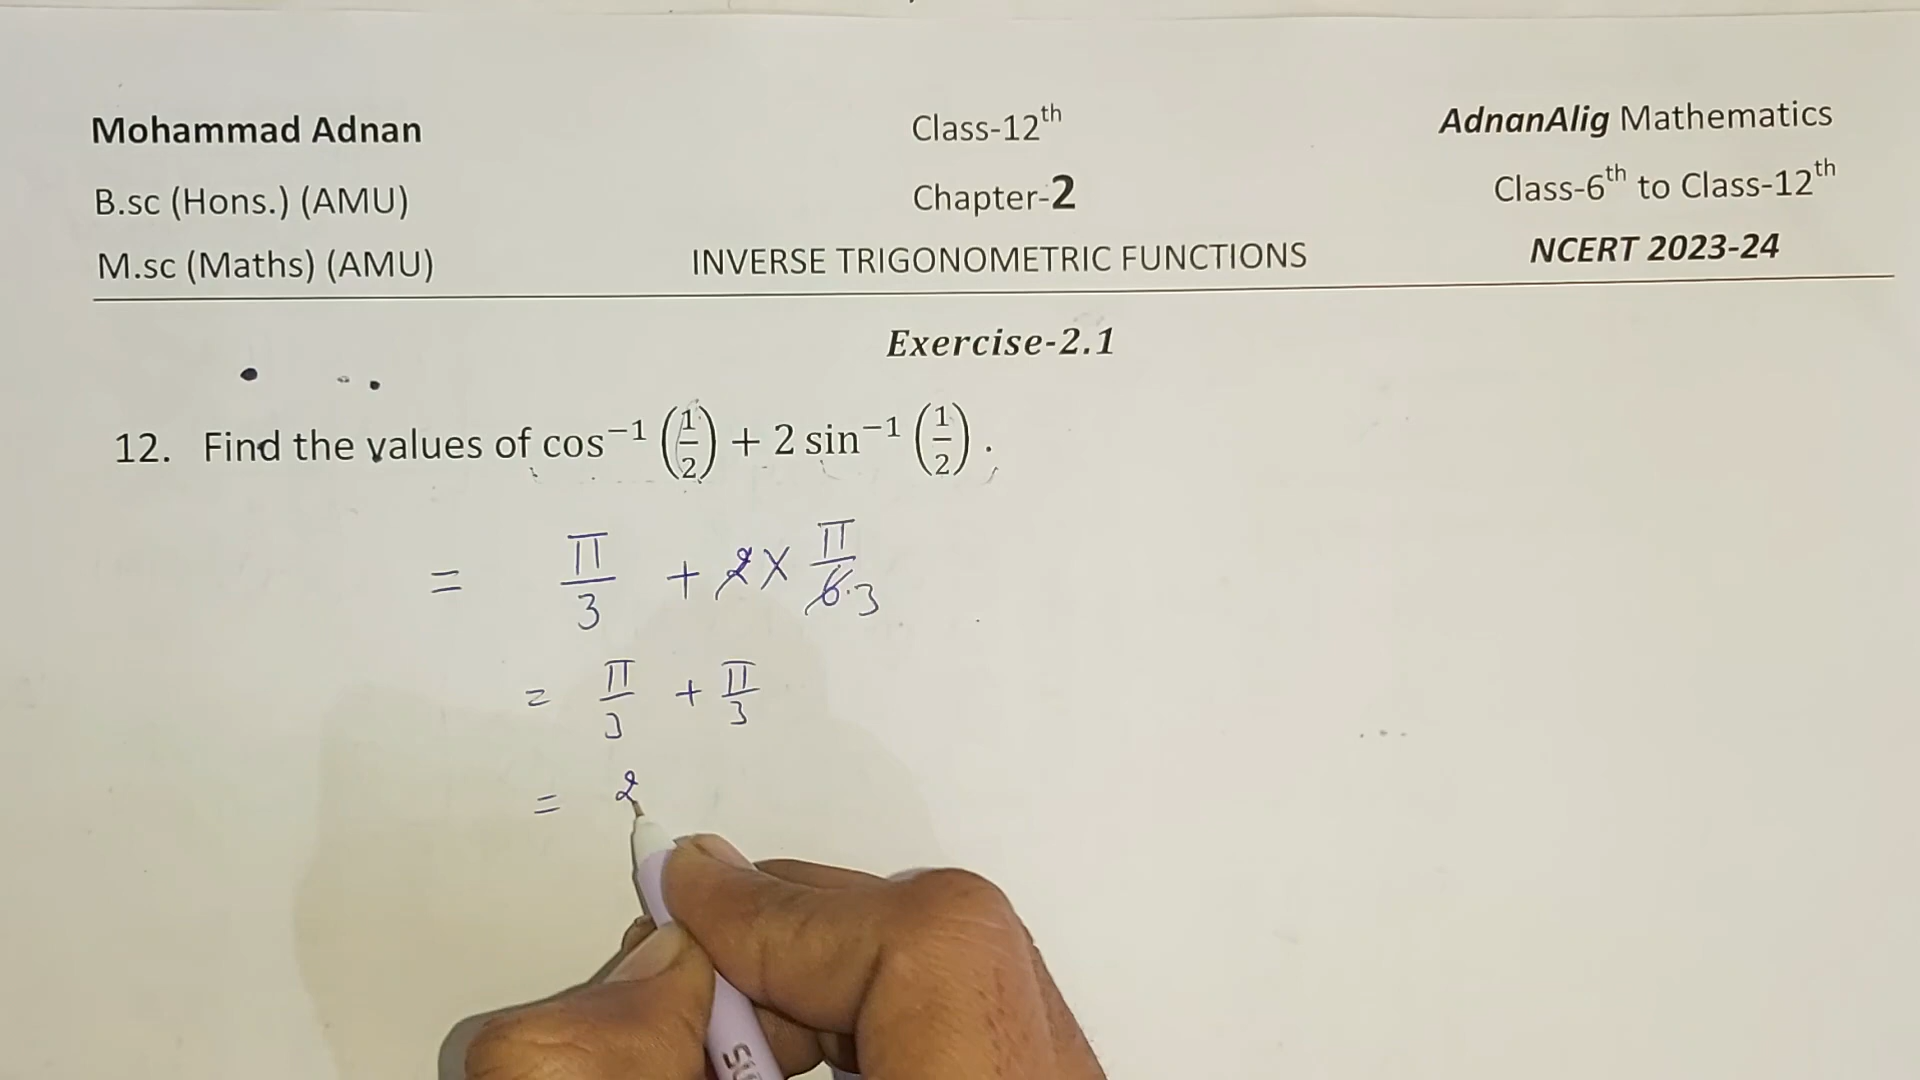 Mohammad Adnan
B.sc (Hons.) (AMU)
M.sc (Maths) (AMU)
Class-12th
Chapter-2
INVERSE TRIGONOMETRIC FUNCTIONS
AdnanAlig Mathematics
Class-6th to Class-12th
NCERT 2023-24
Exercise-2.1
12. Find the values of cos⁻¹ (1/2) + 2 sin⁻¹ (1/2) .
= π/3 + 2 × π/6 3
= π/3 + π/3
= 2